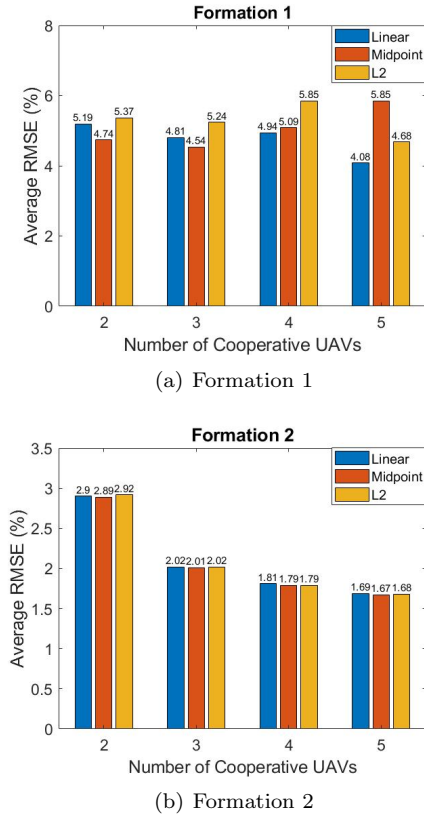 Formation 1
8
6
4
2
0
Average RMSE (%)
Linear
Midpoint
L2
5.19 4.74 5.37
4.81 4.54 5.24
4.94 5.09 5.85
4.08 5.85 4.68
2 3 4 5
Number of Cooperative UAVs
(a) Formation 1
Formation 2
3.5
3
2.5
2
1.5
1
0.5
0
Average RMSE (%)
Linear
Midpoint
L2
2.9 2.89 2.92
2.02 2.01 2.02
1.81 1.79 1.79
1.69 1.67 1.68
2 3 4 5
Number of Cooperative UAVs
(b) Formation 2